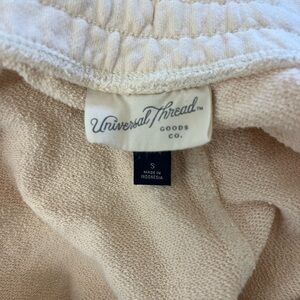 Universal Thread™
GOODS
CO.
S
MADE IN
INDONESIA